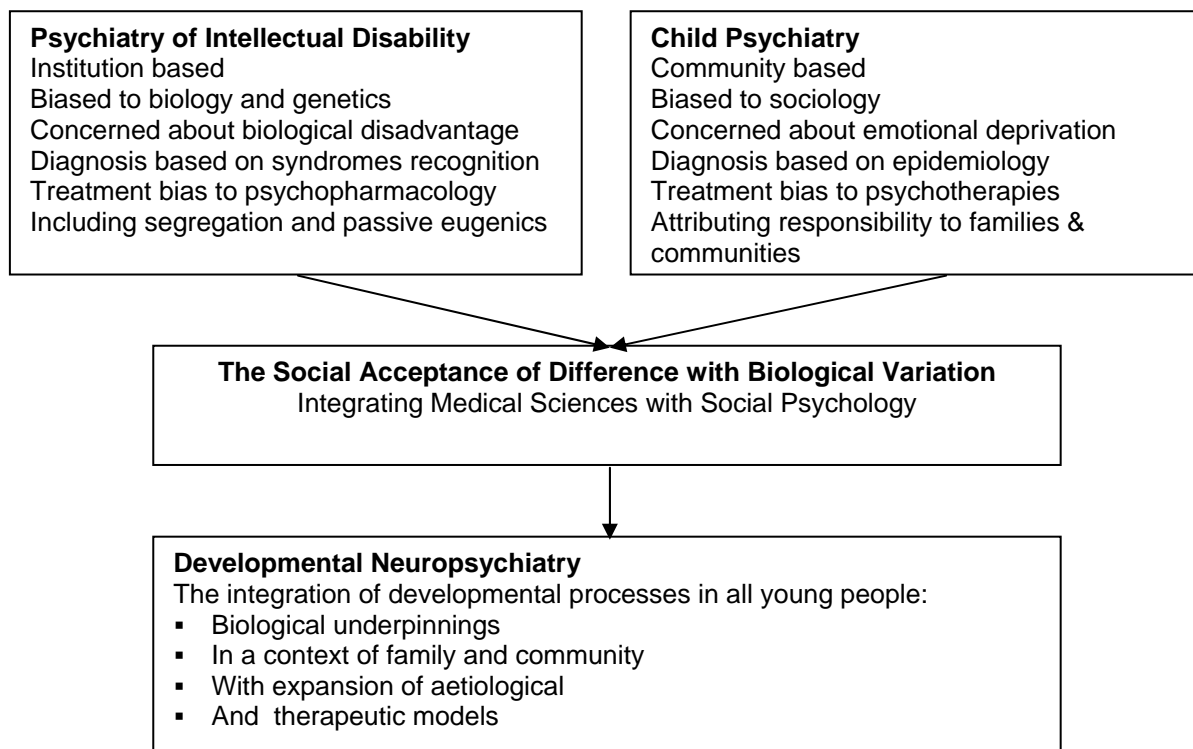 Psychiatry of Intellectual Disability
Institution based
Biased to biology and genetics
Concerned about biological disadvantage
Diagnosis based on syndromes recognition
Treatment bias to psychopharmacology
Including segregation and passive eugenics
Child Psychiatry
Community based
Biased to sociology
Concerned about emotional deprivation
Diagnosis based on epidemiology
Treatment bias to psychotherapies
Attributing responsibility to families &
communities
The Social Acceptance of Difference with Biological Variation
Integrating Medical Sciences with Social Psychology
Developmental Neuropsychiatry
The integration of developmental processes in all young people:
▪ Biological underpinnings
▪ In a context of family and community
▪ With expansion of aetiological
▪ And therapeutic models